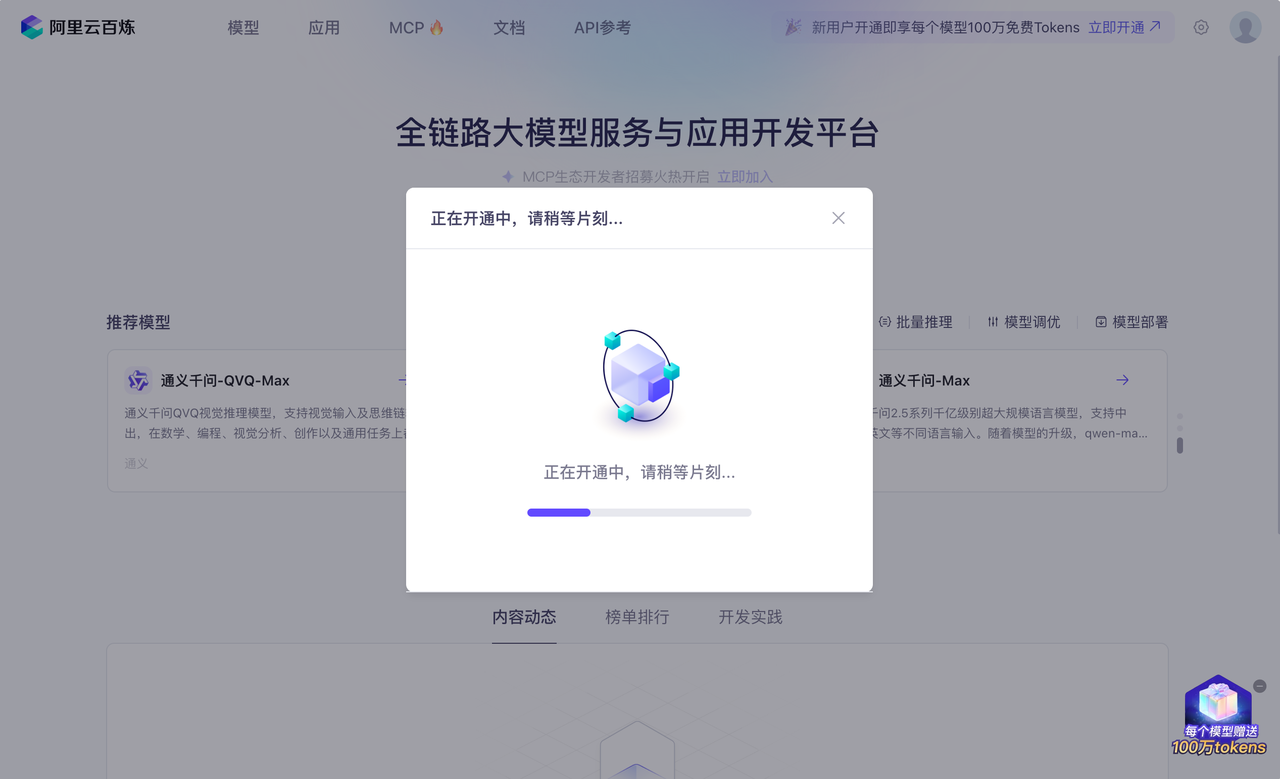 阿里云百炼
模型
应用
MCP
文档
API参考
新用户开通即享每个模型100万免费Tokens 立即开通
全链路大模型服务与应用开发平台
MCP生态开发者招募火热开启 立即加入
正在开通中，请稍等片刻...
推荐模型
批量推理
模型调优
模型部署
通义千问-QVQ-Max
通义千问QVQ视觉推理模型，支持视觉输入及思维链
出，在数学、编程、视觉分析、创作以及通用任务上
通义
通义千问-Max
千问2.5系列千亿级别超大规模语言模型，支持中
英文等不同语言输入。随着模型的升级，qwen-ma...
正在开通中，请稍等片刻...
内容动态
榜单排行
开发实践
每个模型赠送
100万tokens